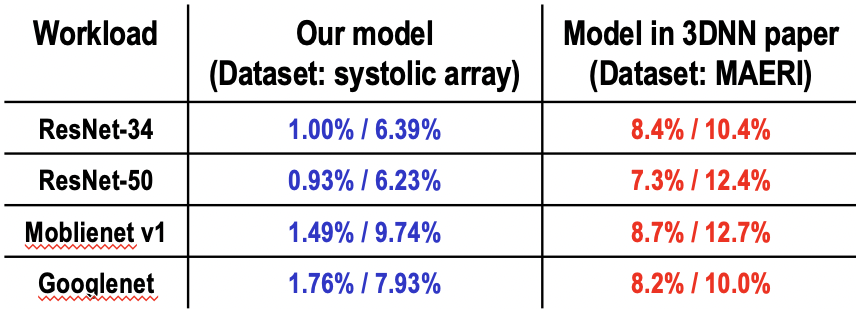 Workload Our model Model in 3DNN paper
(Dataset: systolic array) (Dataset: MAERI)
ResNet-34 1.00% / 6.39% 8.4% / 10.4%
ResNet-50 0.93% / 6.23% 7.3% / 12.4%
Moblienet v1 1.49% / 9.74% 8.7% / 12.7%
Googlenet 1.76% / 7.93% 8.2% / 10.0%